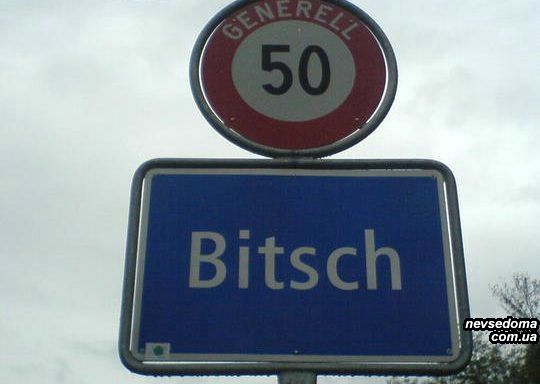 GENERELL
50
Bitsch
nevsedoma
com.ua